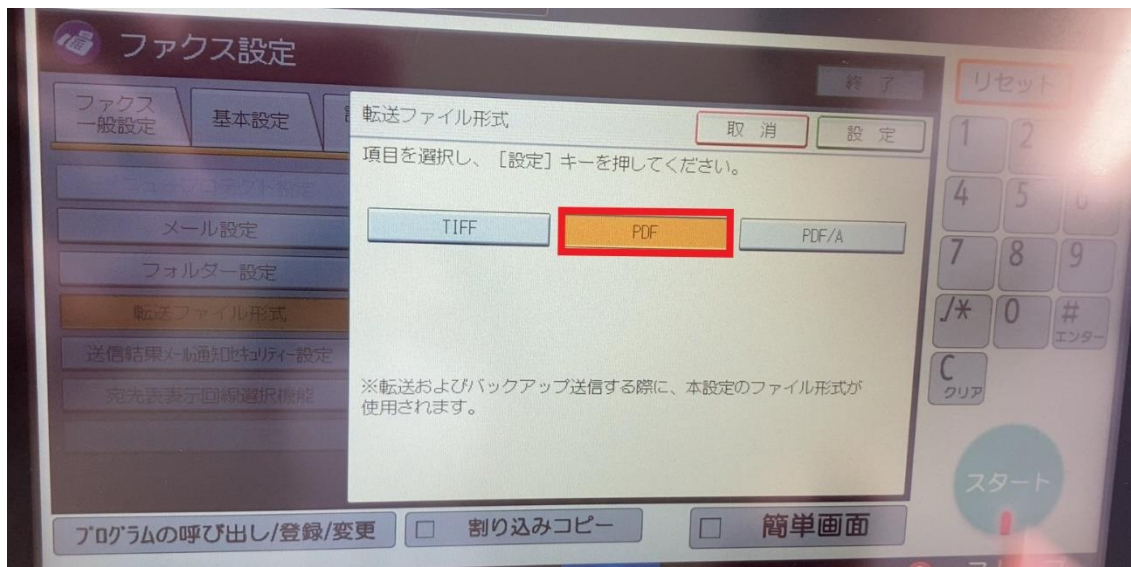 ファクス設定
終 了
リセット
ファクス
一般設定
基本設定
転送ファイル形式
取 消
設 定
項目を選択し、［設定］キーを押してください。
メール設定
フォルダー設定
転送ファイル形式
送信結果メール通知セキュリティー設定
宛先表表示回線選択機能
TIFF
PDF
PDF/A
※転送およびバックアップ送信する際に、本設定のファイル形式が
使用されます。
1
2
4
5
7
8
9
./*
0
#
エンター
C
クリア
スタート
プログラムの呼び出し/登録/変更
割り込みコピー
簡単画面